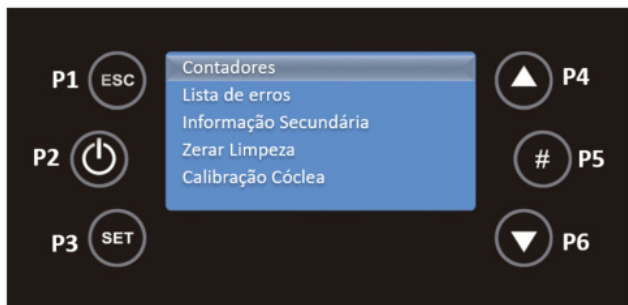 P1 ESC
Contadores
Lista de erros
Informação Secundária
Zerar Limpeza
Calibração Cóclea
P2
P3 SET
P4
# P5
P6